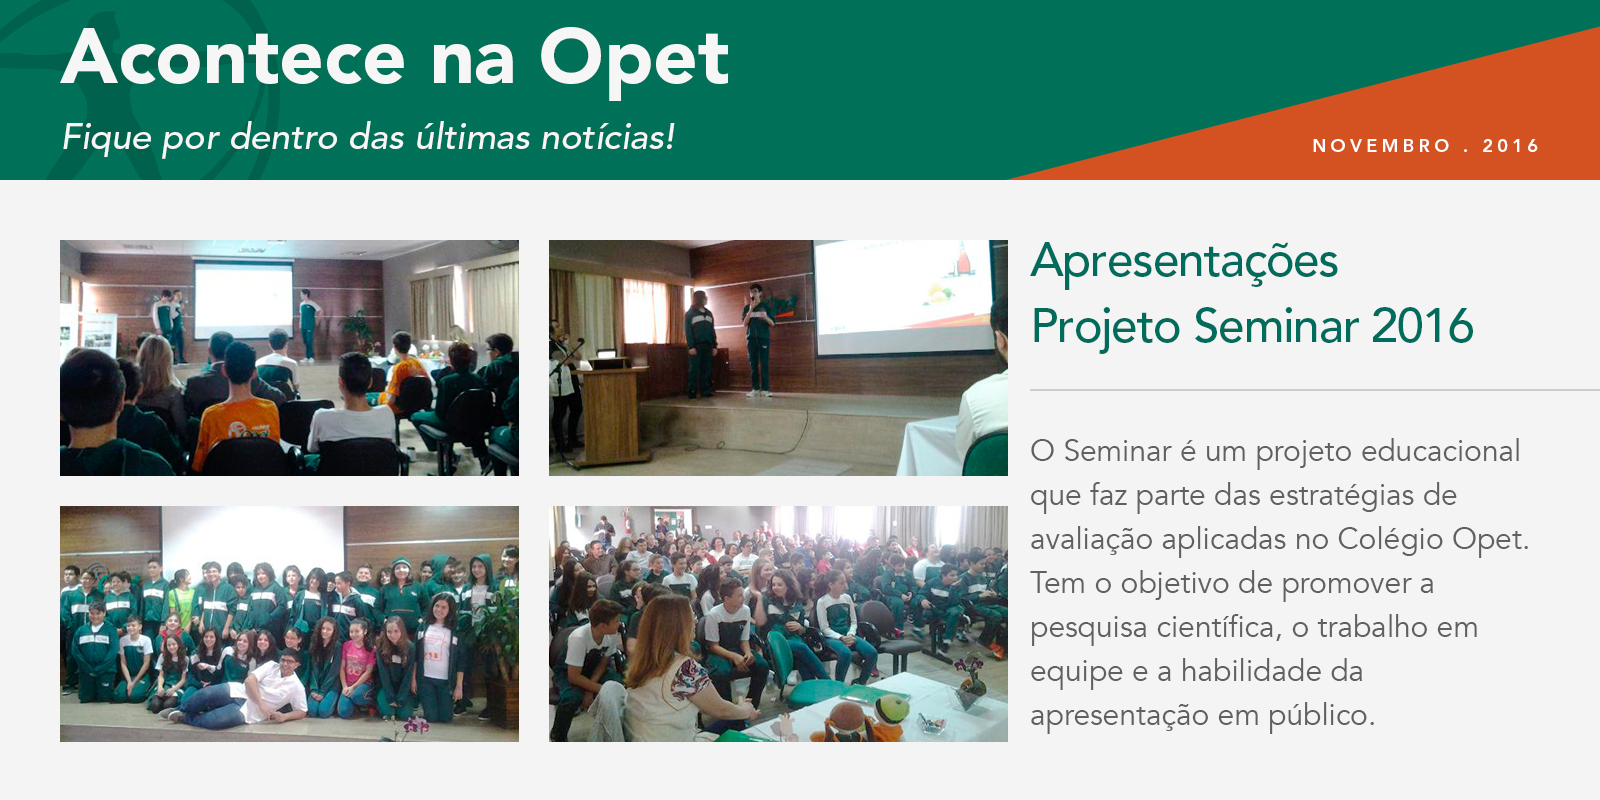 Acontece na Opet
Fique por dentro das últimas notícias!
NOVEMBRO . 2016
Apresentações
Projeto Seminar 2016
O Seminar é um projeto educacional
que faz parte das estratégias de
avaliação aplicadas no Colégio Opet.
Tem o objetivo de promover a
pesquisa científica, o trabalho em
equipe e a habilidade da
apresentação em público.